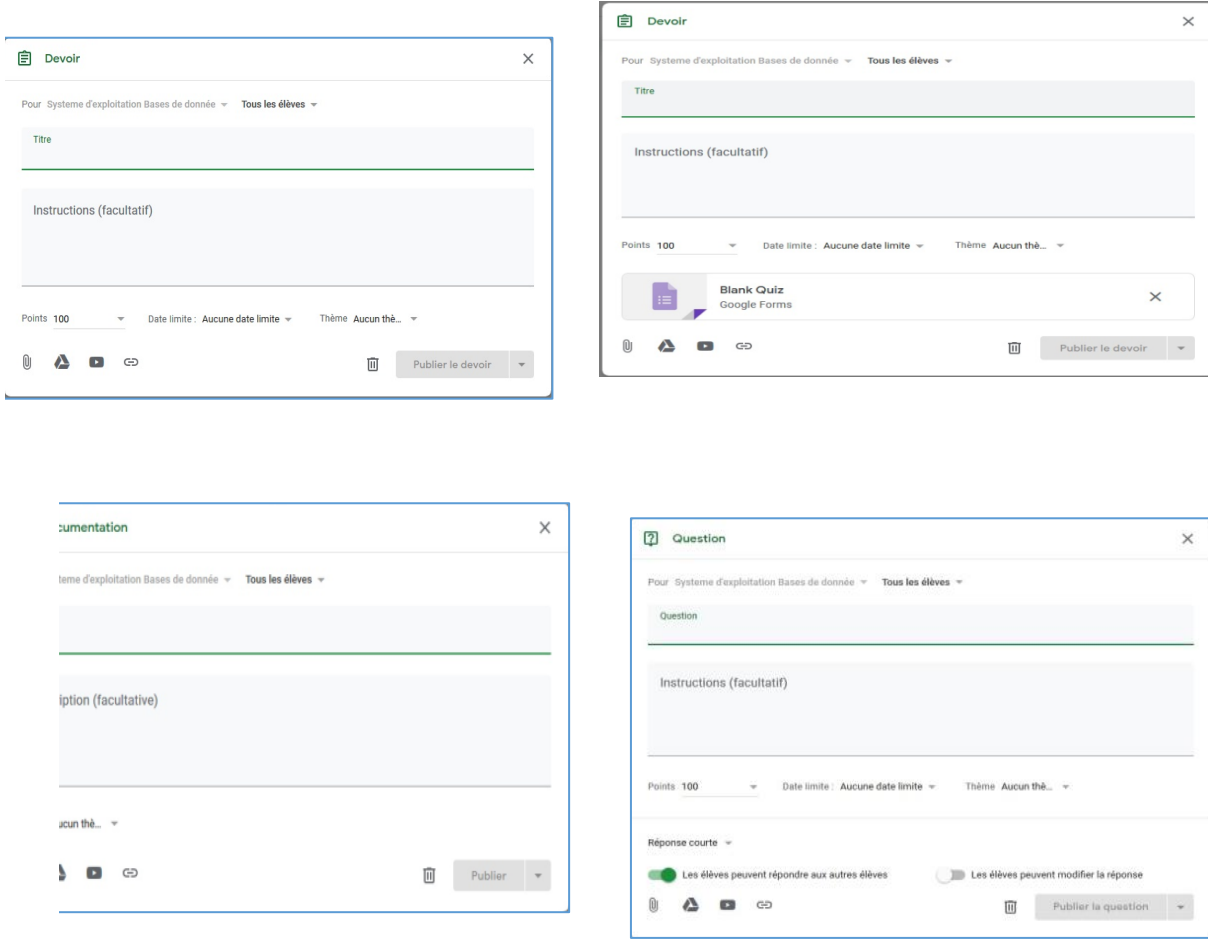 Devoir
Pour Systeme d'exploitation Bases de donnée Tous les élèves
Titre
Instructions (facultatif)
Points 100 Date limite : Aucune date limite Thème Aucun thè...
Publier le devoir
Devoir
Pour Systeme d'exploitation Bases de donnée Tous les élèves
Titre
Instructions (facultatif)
Points 100 Date limite : Aucune date limite Thème Aucun thè...
Blank Quiz
Google Forms
Publier le devoir
cumentation
teme d'exploitation Bases de donnée Tous les élèves
iption (facultative)
ucun thè...
Publier
Question
Pour Systeme d'exploitation Bases de donnée Tous les élèves
Question
Instructions (facultatif)
Points 100 Date limite : Aucune date limite Thème Aucun thè...
Réponse courte
Les élèves peuvent répondre aux autres élèves Les élèves peuvent modifier la réponse
Publier la question